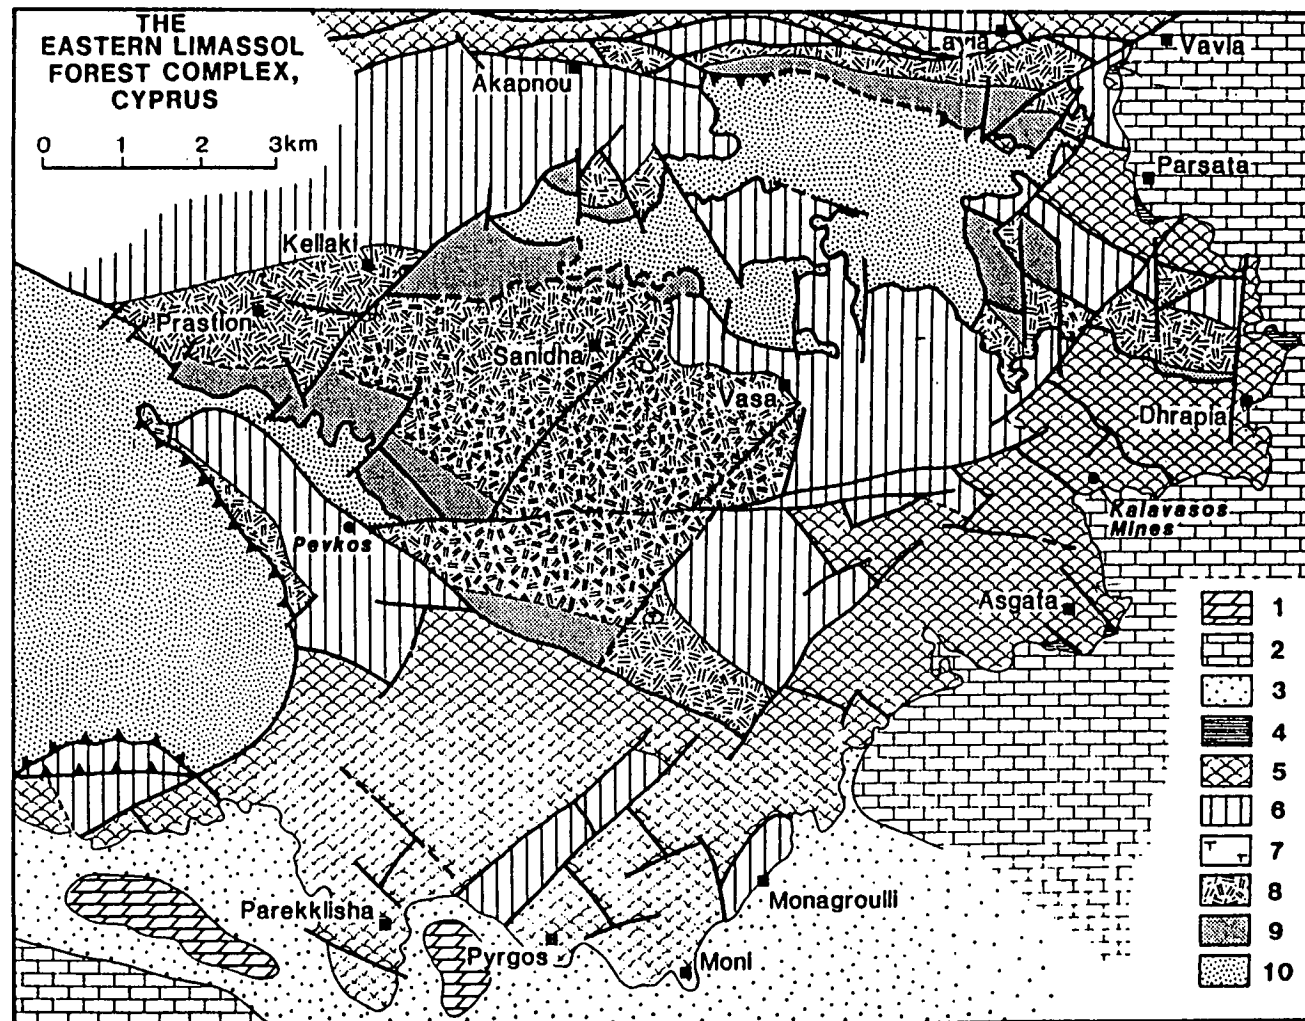 THE
EASTERN LIMASSOL
FOREST COMPLEX,
CYPRUS
0 1 2 3km
Akapnou
Vavla
Parsata
Kellaki
Prastion
Sanidha
Vasa
Dhrapia
Kalavasos
Mines
Pevkos
Asgata
1
2
3
4
5
6
7
8
9
10
Parekklisha
Pyrgos
Moni
Monagroulli